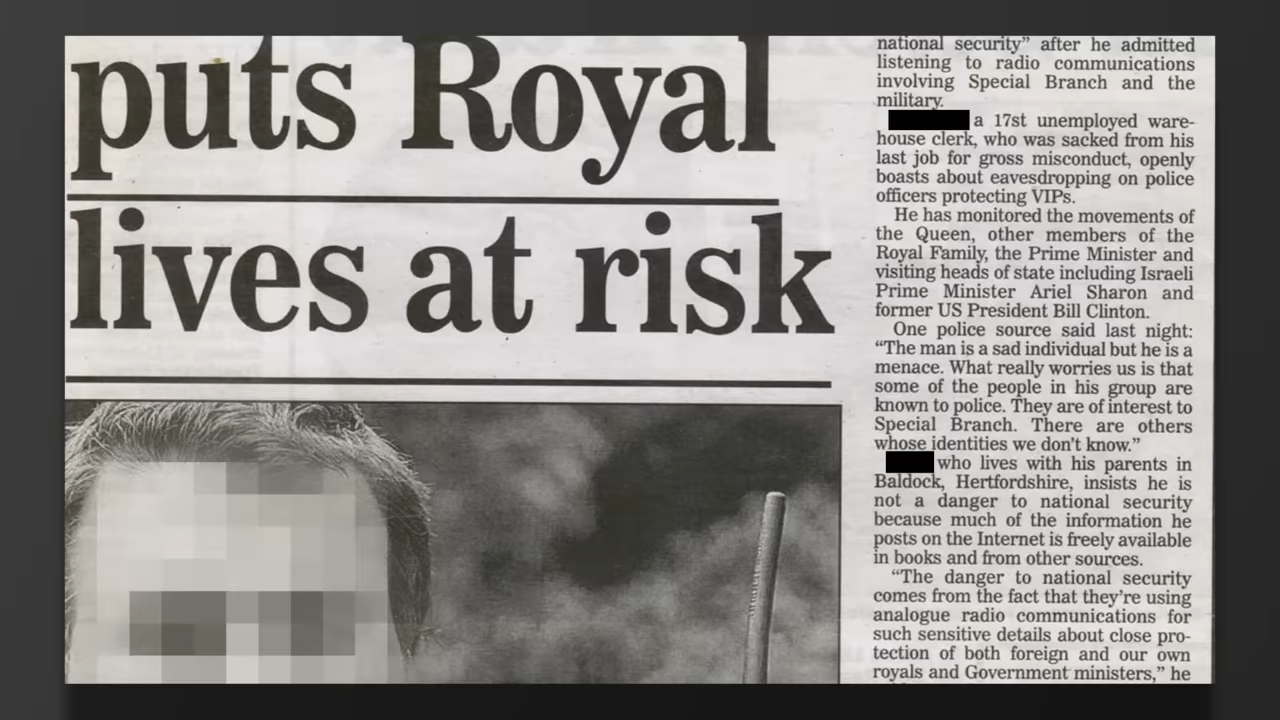 puts Royal
lives at risk
national security” after he admitted
listening to radio communications
involving Special Branch and the
military.
a 17st unemployed ware-
house clerk, who was sacked from his
last job for gross misconduct, openly
boasts about eavesdropping on police
officers protecting VIPs.
He has monitored the movements of
the Queen, other members of the
Royal Family, the Prime Minister and
visiting heads of state including Israeli
Prime Minister Ariel Sharon and
former US President Bill Clinton.
One police source said last night:
“The man is a sad individual but he is a
menace. What really worries us is that
some of the people in his group are
known to police. They are of interest to
Special Branch. There are others
whose identities we don’t know.”
who lives with his parents in
Baldock, Hertfordshire, insists he is
not a danger to national security
because much of the information he
posts on the Internet is freely available
in books and from other sources.
“The danger to national security
comes from the fact that they’re using
analogue radio communications for
such sensitive details about close pro-
tection of both foreign and our own
royals and Government ministers,” he